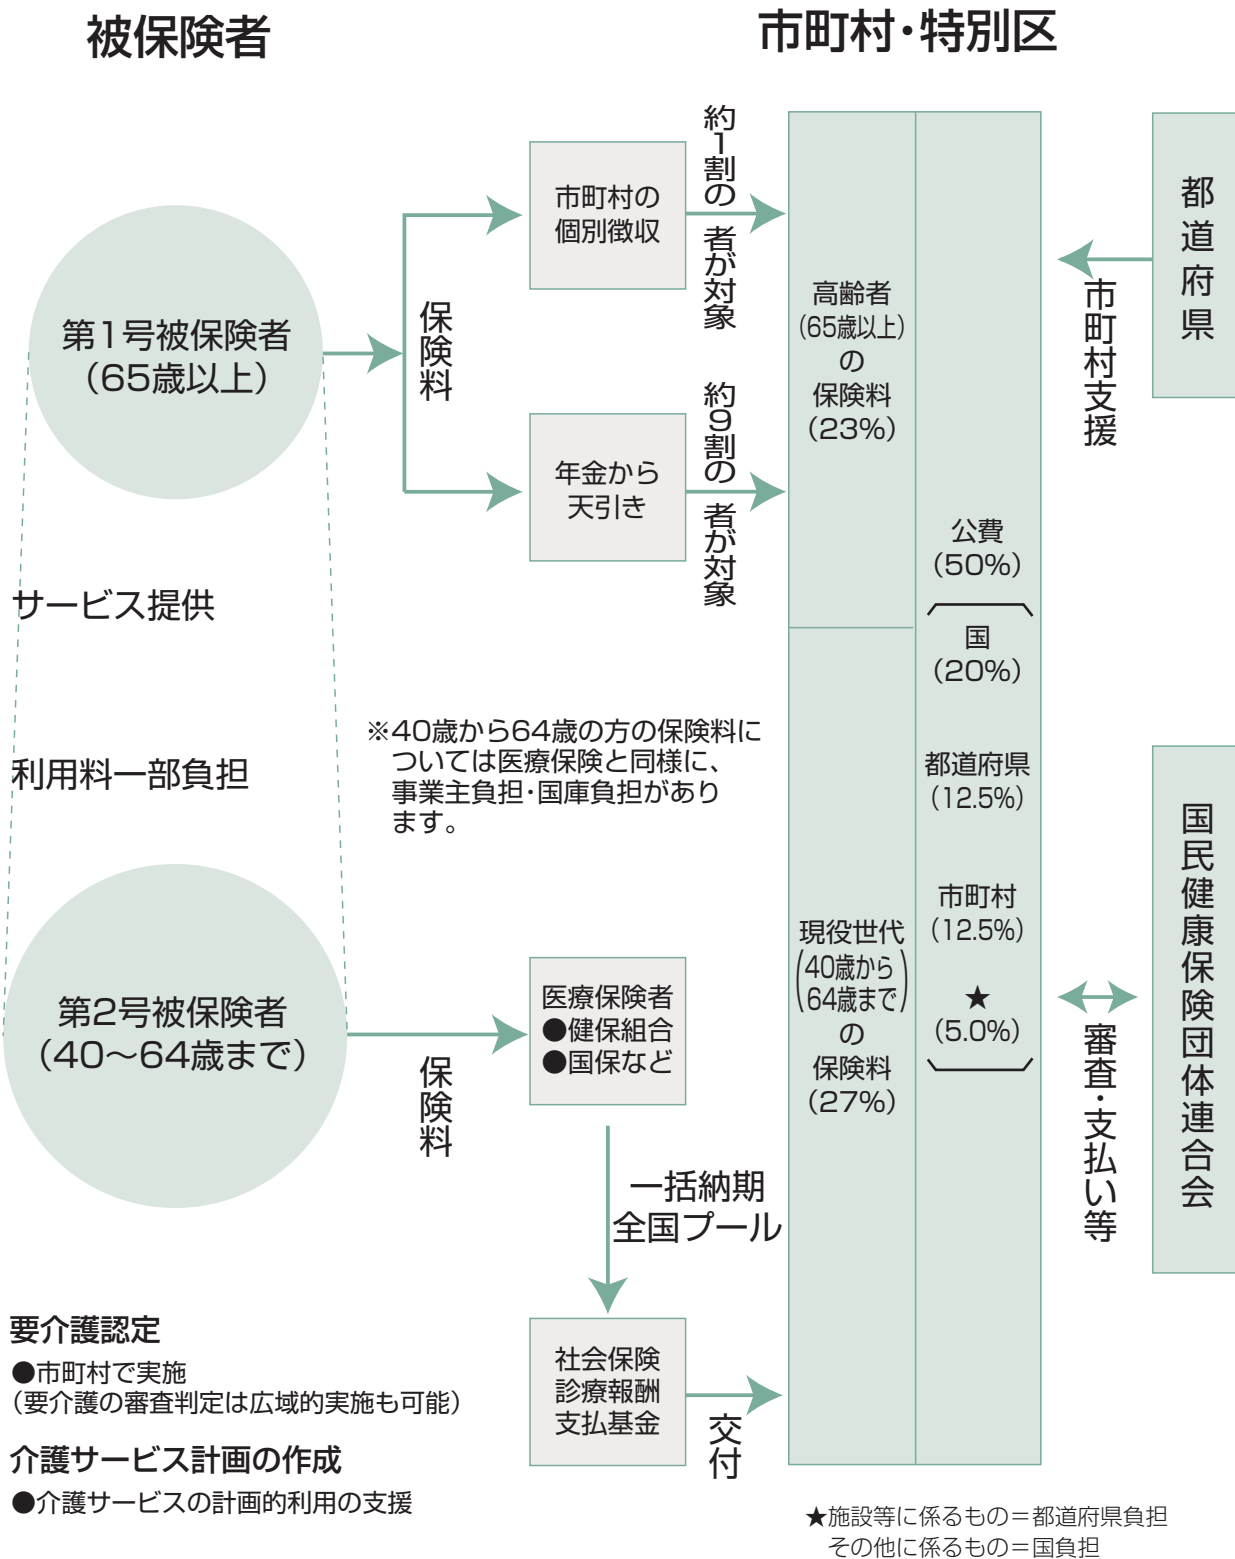 被保険者
市町村・特別区
第1号被保険者
（65歳以上）
保険料
市町村の
個別徴収
約1割の
者が対象
年金から
天引き
約9割の
者が対象
高齢者
（65歳以上）
の
保険料
（23%）
公費
（50%）
国
（20%）
都道府県
（12.5%）
市町村
（12.5%）
★
（5.0%）
都道府県
市町村支援
サービス提供
利用料一部負担
※40歳から64歳の方の保険料に
ついては医療保険と同様に、
事業主負担・国庫負担があり
ます。
第2号被保険者
（40〜64歳まで）
保険料
医療保険者
●健保組合
●国保など
一括納期
全国プール
社会保険
診療報酬
支払基金
交付
現役世代
（40歳から
64歳まで）
の
保険料
（27%）
国民健康保険団体連合会
審査・支払い等
要介護認定
●市町村で実施
（要介護の審査判定は広域的実施も可能）
介護サービス計画の作成
●介護サービスの計画的利用の支援
★施設等に係るもの＝都道府県負担
その他に係るもの＝国負担